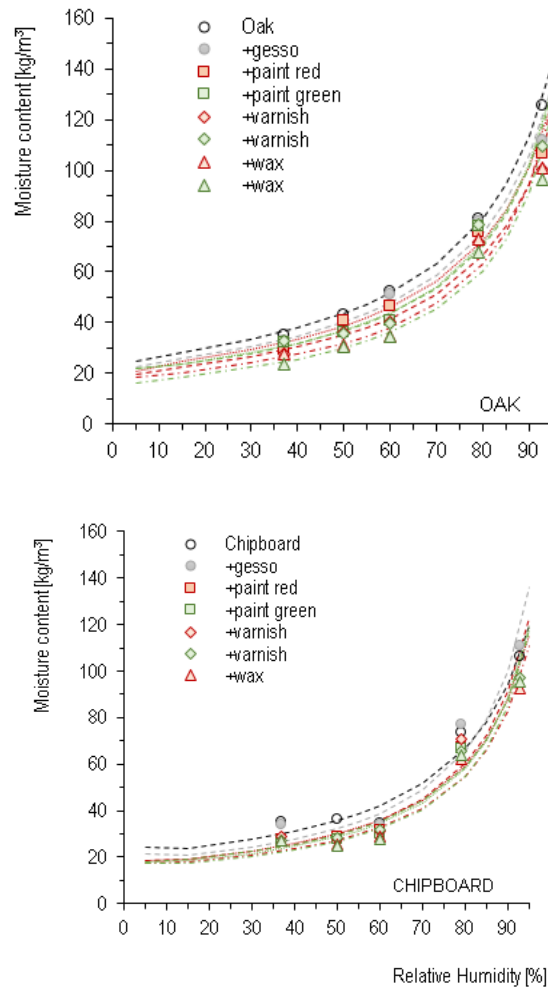 Moisture content [kg/m³]
160
140
120
100
80
60
40
20
0
Oak
+gesso
+paint red
+paint green
+varnish
+varnish
+wax
+wax
OAK
0 10 20 30 40 50 60 70 80 90
Moisture content [kg/m³]
160
140
120
100
80
60
40
20
0
Chipboard
+gesso
+paint red
+paint green
+varnish
+varnish
+wax
CHIPBOARD
0 10 20 30 40 50 60 70 80 90
Relative Humidity [%]